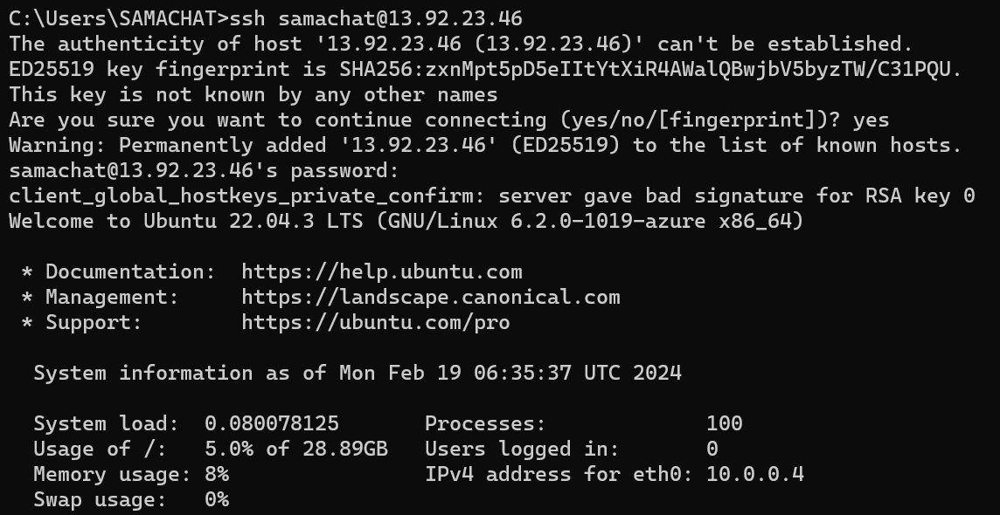 C:\Users\SAMACHAT>ssh samachat@13.92.23.46
The authenticity of host '13.92.23.46 (13.92.23.46)' can't be established.
ED25519 key fingerprint is SHA256:zxnMpt5pD5eIItYtXiR4AWalQBwjbV5byzTW/C31PQU.
This key is not known by any other names
Are you sure you want to continue connecting (yes/no/[fingerprint])? yes
Warning: Permanently added '13.92.23.46' (ED25519) to the list of known hosts.
samachat@13.92.23.46's password:
client_global_hostkeys_private_confirm: server gave bad signature for RSA key 0
Welcome to Ubuntu 22.04.3 LTS (GNU/Linux 6.2.0-1019-azure x86_64)

 * Documentation:  https://help.ubuntu.com
 * Management:     https://landscape.canonical.com
 * Support:        https://ubuntu.com/pro

  System information as of Mon Feb 19 06:35:37 UTC 2024

  System load:  0.080078125       Processes:             100
  Usage of /:   5.0% of 28.89GB   Users logged in:       0
  Memory usage: 8%                IPv4 address for eth0: 10.0.0.4
  Swap usage:   0%